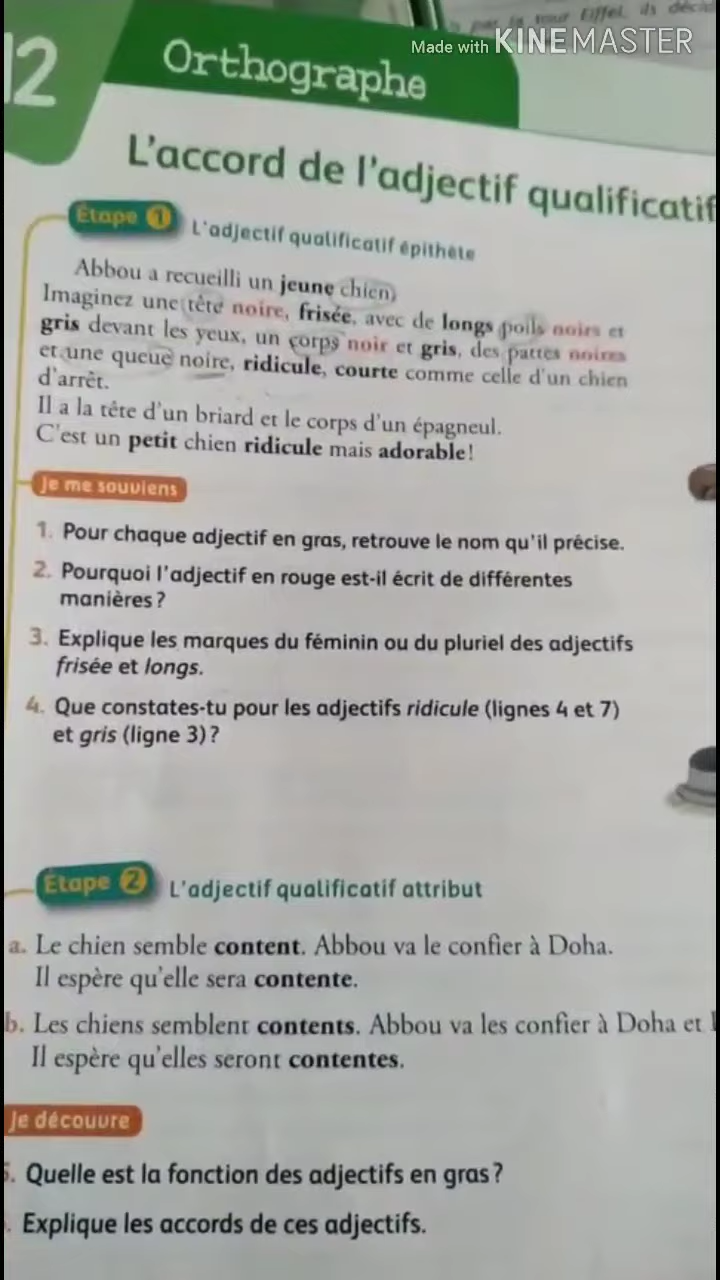 par la tour Eiffel, ils
Made with KINEMASTER
12
Orthographe
L'accord de l'adjectif qualificatif
Étape 1 L'adjectif qualificatif épithète
Abbou a recueilli un jeune chien.
Imaginez une tête noire, frisée, avec de longs poils noirs et
gris devant les yeux, un corps noir et gris, des pattes noires
et une queue noire, ridicule, courte comme celle d'un chien
d'arrêt.
Il a la tête d'un briard et le corps d'un épagneul.
C'est un petit chien ridicule mais adorable !
Je me souviens
1. Pour chaque adjectif en gras, retrouve le nom qu'il précise.
2. Pourquoi l'adjectif en rouge est-il écrit de différentes
manières ?
3. Explique les marques du féminin ou du pluriel des adjectifs
frisée et longs.
4. Que constates-tu pour les adjectifs ridicule (lignes 4 et 7)
et gris (ligne 3) ?
Étape 2 L'adjectif qualificatif attribut
a. Le chien semble content. Abbou va le confier à Doha.
Il espère qu'elle sera contente.
b. Les chiens semblent contents. Abbou va les confier à Doha et
Il espère qu'elles seront contentes.
Je découvre
Quelle est la fonction des adjectifs en gras ?
Explique les accords de ces adjectifs.